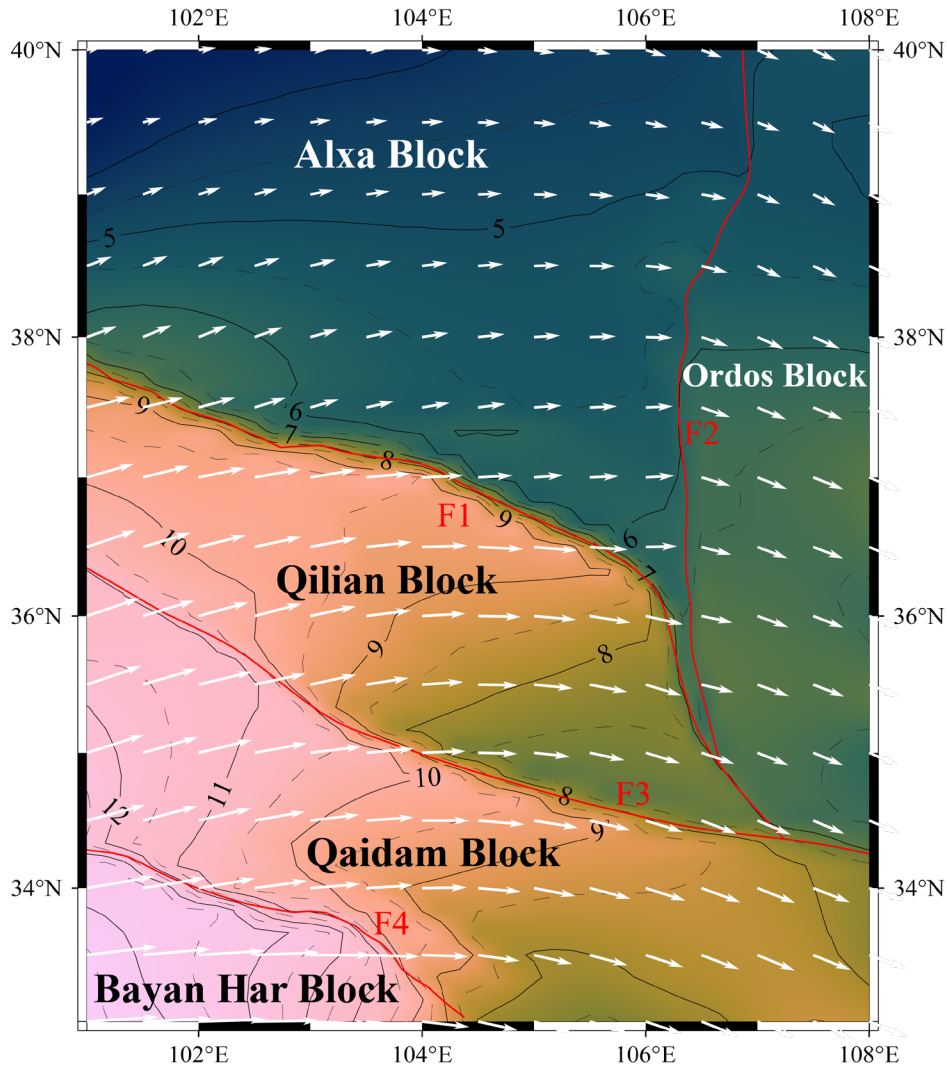 102°E 104°E 106°E 108°E
40°N 40°N
Alxa Block
5 5
38°N 38°N
Ordos Block
9 6
7 F2
8
F1 9
10 6
Qilian Block 7
36°N 36°N
9 8
10
11 8 F3
12 9
Qaidam Block
34°N 34°N
F4
Bayan Har Block
102°E 104°E 106°E 108°E